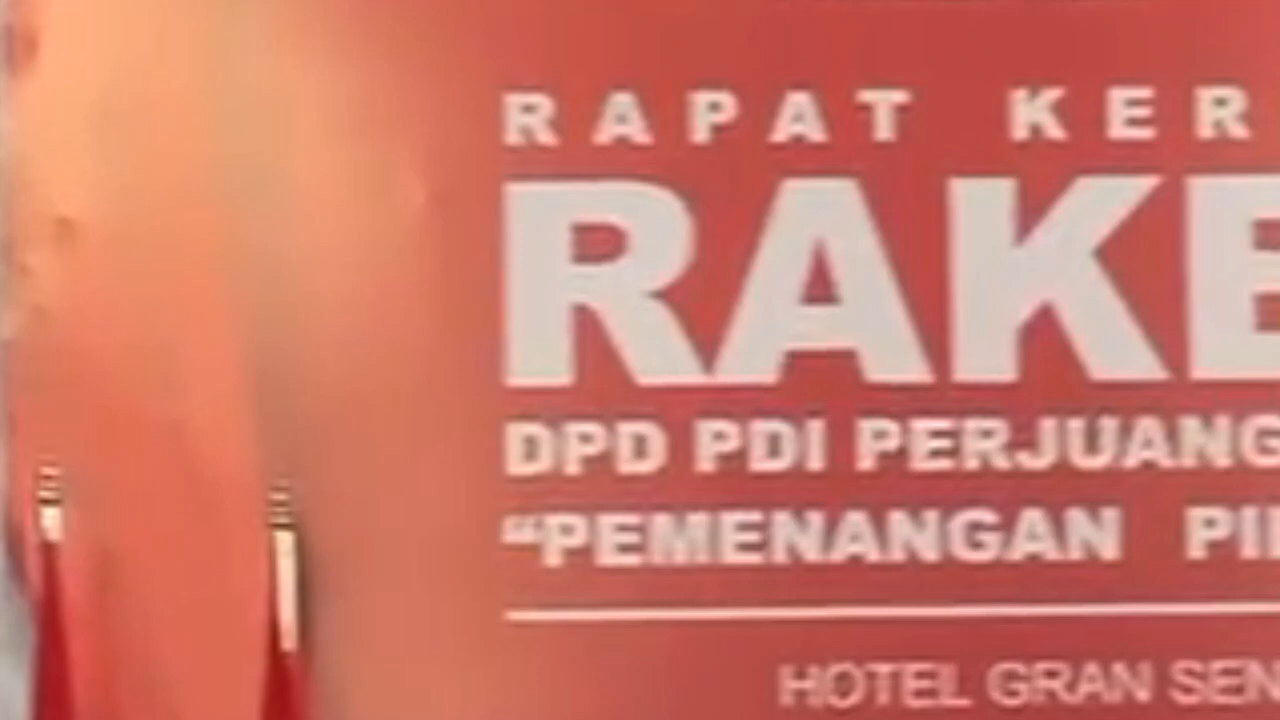 RAPAT KER
RAKE
DPD PDI PERJUANG
“PEMENANGAN PI
HOTEL GRAN SEN